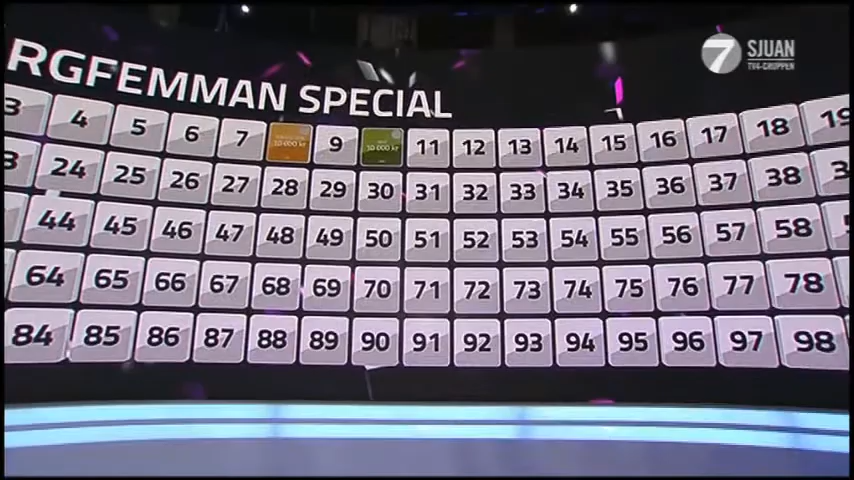 7 SJUAN
TV4-GRUPPEN
RGFEMMAN SPECIAL
3 4 5 6 7 10 000 kr 9 10 000 kr 11 12 13 14 15 16 17 18 19
3 24 25 26 27 28 29 30 31 32 33 34 35 36 37 38 3
44 45 46 47 48 49 50 51 52 53 54 55 56 57 58
64 65 66 67 68 69 70 71 72 73 74 75 76 77 78
84 85 86 87 88 89 90 91 92 93 94 95 96 97 98